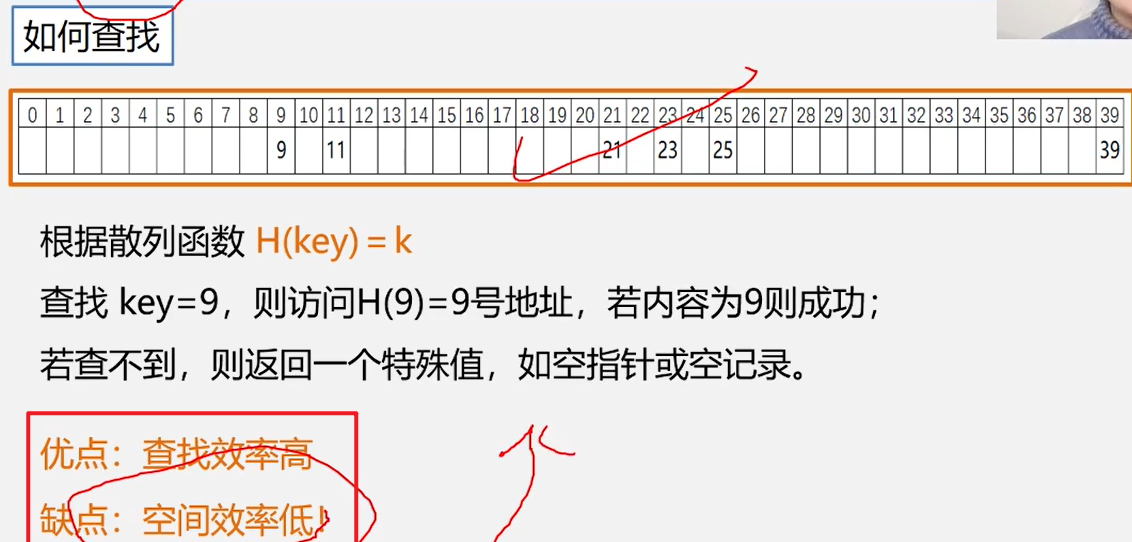 如何查找
0 1 2 3 4 5 6 7 8 9 10 11 12 13 14 15 16 17 18 19 20 21 22 23 24 25 26 27 28 29 30 31 32 33 34 35 36 37 38 39
9 11 21 23 25 39
根据散列函数 H(key) = k
查找 key=9，则访问H(9)=9号地址，若内容为9则成功；
若查不到，则返回一个特殊值，如空指针或空记录。
优点：查找效率高
缺点：空间效率低！